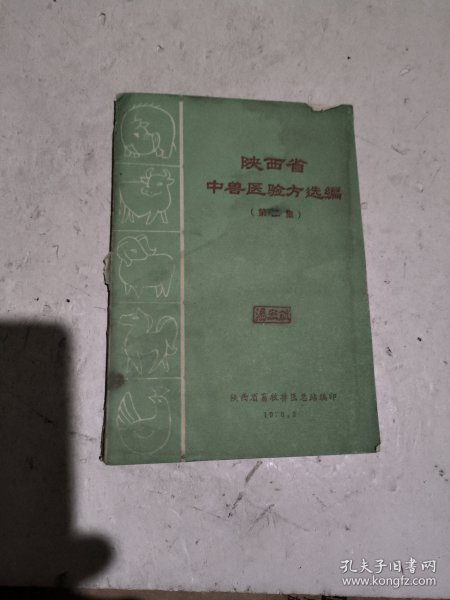 陕西省
中兽医验方选编
(第二集)
陕西省畜牧兽医总站编印
孔夫子旧书网
www.kongfz.com